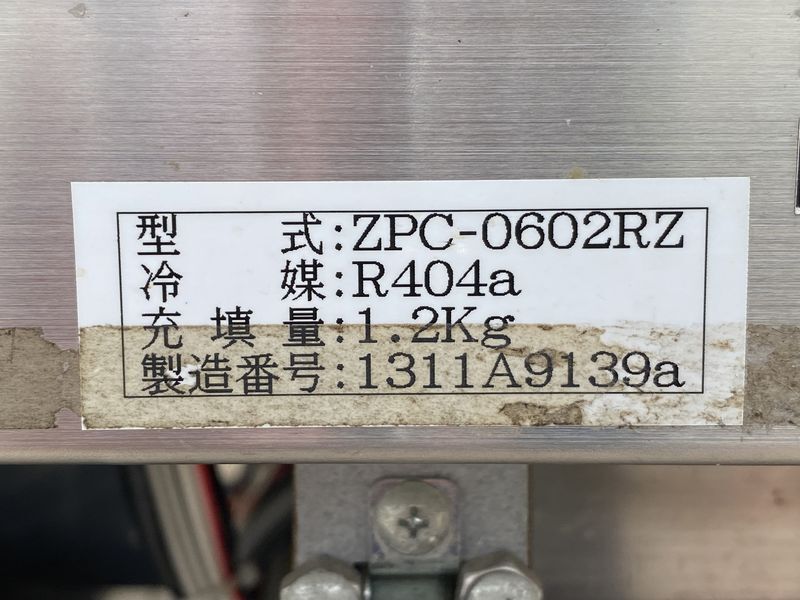 型 式:ZPC-0602RZ
冷 媒:R404a
充 填 量:1.2Kg
製造番号:1311A9139a